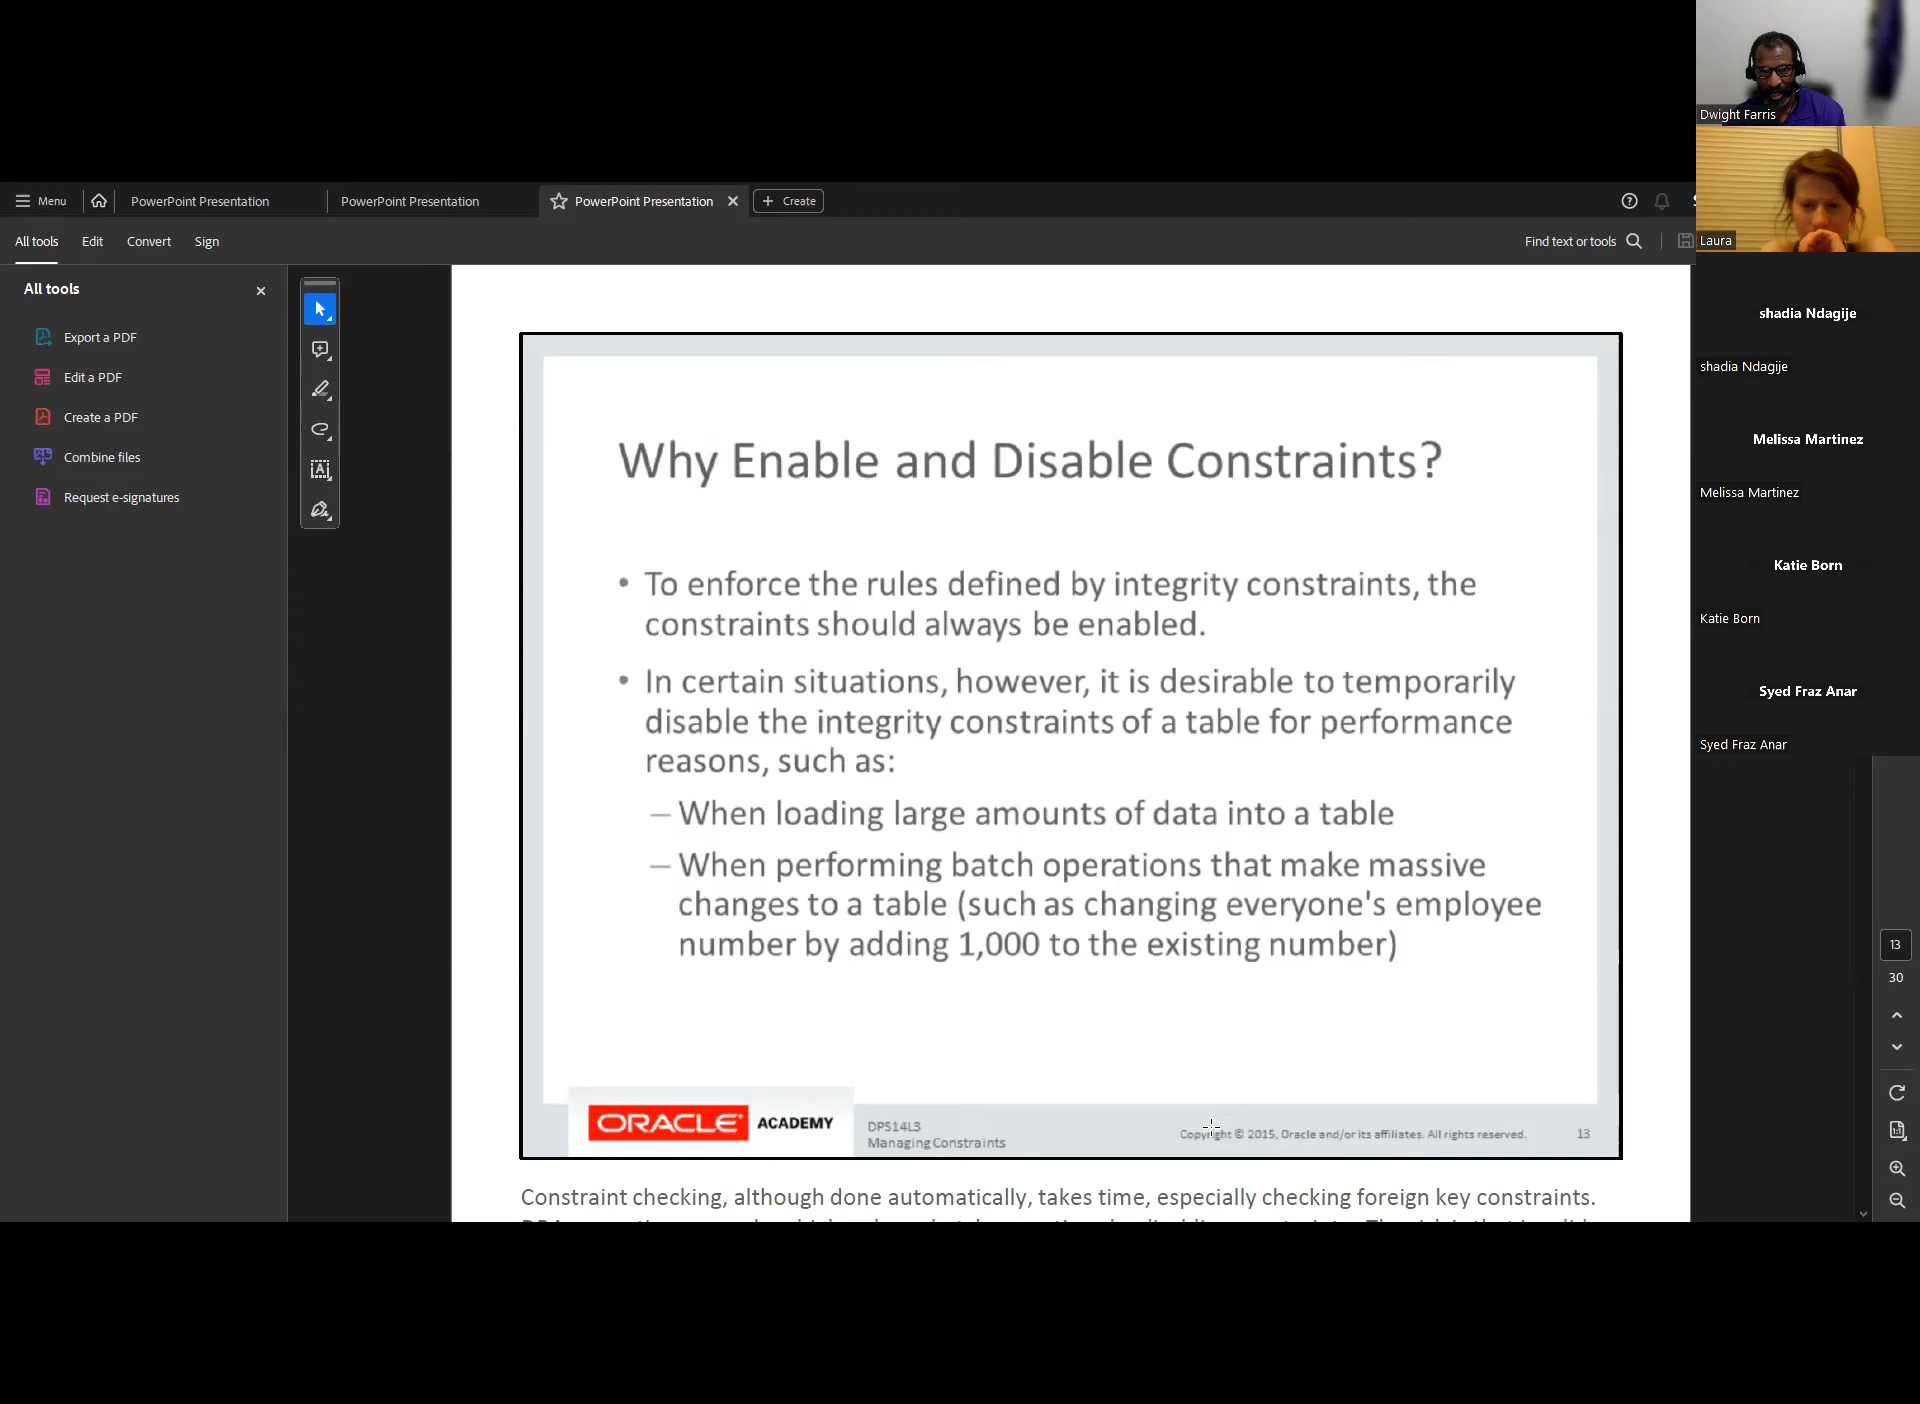 Dwight Farris
Menu
PowerPoint Presentation
PowerPoint Presentation
PowerPoint Presentation
Create
All tools
Edit
Convert
Sign
Find text or tools
Laura
All tools
Export a PDF
Edit a PDF
Create a PDF
Combine files
Request e-signatures
Why Enable and Disable Constraints?
• To enforce the rules defined by integrity constraints, the
constraints should always be enabled.
• In certain situations, however, it is desirable to temporarily
disable the integrity constraints of a table for performance
reasons, such as:
– When loading large amounts of data into a table
– When performing batch operations that make massive
changes to a table (such as changing everyone's employee
number by adding 1,000 to the existing number)
ORACLE ACADEMY
DPS14L3
Managing Constraints
Copyright © 2015, Oracle and/or its affiliates. All rights reserved.
13
Constraint checking, although done automatically, takes time, especially checking foreign key constraints.
shadia Ndagije
shadia Ndagije
Melissa Martinez
Melissa Martinez
Katie Born
Katie Born
Syed Fraz Anar
Syed Fraz Anar
13
30